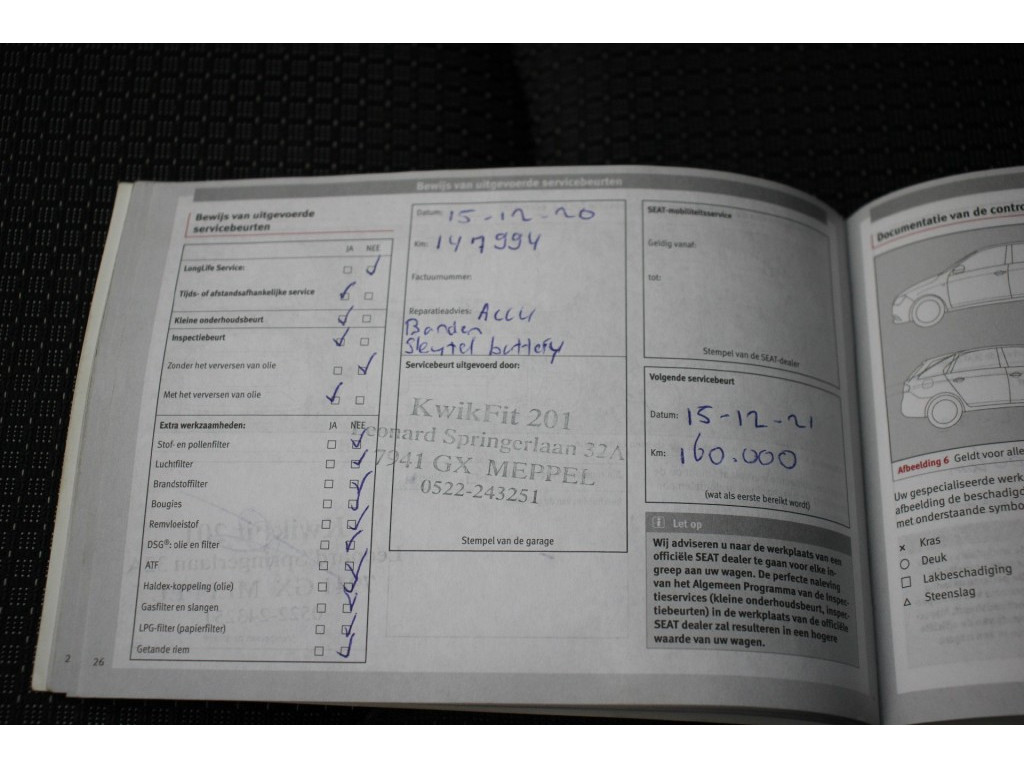 Bewijs van uitgevoerde servicebeurten
Bewijs van uitgevoerde
servicebeurten
JA NEE
LongLife Service:
Tijds- of afstandsafhankelijke service
Kleine onderhoudsbeurt
Inspectiebeurt
Zonder het verversen van olie
Met het verversen van olie
Extra werkzaamheden: JA NEE
Stof- en pollenfilter
Luchtfilter
Brandstoffilter
Bougies
Remvloeistof
DSG®: olie en filter
ATF
Haldex-koppeling (olie)
Gasfilter en slangen
LPG-filter (papierfilter)
Getande riem
2 26
Datum: 15-12-20
Km: 147994
Factuurnummer:
Reparatieadvies: Accu
Banden
Sleutel battery
Servicebeurt uitgevoerd door:
KwikFit 201
Leonard Springerlaan 32A
7941 GX MEPPEL
0522-243251
Stempel van de garage
SEAT-mobiliteitsservice
Geldig vanaf:
tot:
Stempel van de SEAT-dealer
Volgende servicebeurt
Datum: 15-12-21
Km: 160.000
(wat als eerste bereikt wordt)
i Let op
Wij adviseren u naar de werkplaats van een
officiële SEAT dealer te gaan voor elke in-
greep aan uw wagen. De perfecte naleving
van het Algemeen Programma van de Inspec-
tieservices (kleine onderhoudsbeurt, inspec-
tiebeurten) in de werkplaats van de officiële
SEAT dealer zal resulteren in een hogere
waarde van uw wagen.
Documentatie van de contro
Afbeelding 6 Geldt voor alle
Uw gespecialiseerde werk
afbeelding de beschadigd
met onderstaande symbo
x Kras
Deuk
Lakbeschadiging
Steenslag